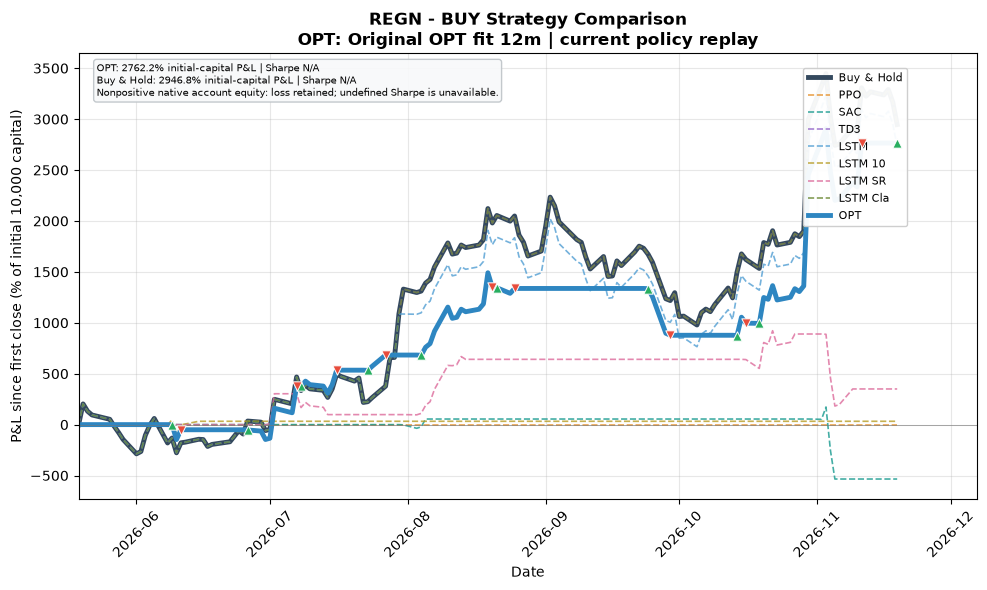 REGN - BUY Strategy Comparison
OPT: Original OPT fit 12m | current policy replay
OPT: 2762.2% initial-capital P&L | Sharpe N/A
Buy & Hold: 2946.8% initial-capital P&L | Sharpe N/A
Nonpositive native account equity: loss retained; undefined Sharpe is unavailable.
Buy & Hold
PPO
SAC
TD3
LSTM
LSTM 10
LSTM SR
LSTM Cla
OPT
P&L since first close (% of initial 10,000 capital)
3500
3000
2500
2000
1500
1000
500
0
−500
2026-06
2026-07
2026-08
2026-09
2026-10
2026-11
2026-12
Date